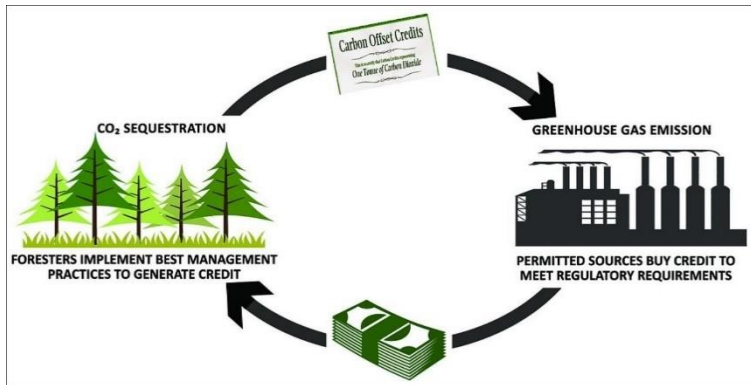 Carbon Offset Credits
One Tonne of Carbon Dioxide
CO₂ SEQUESTRATION
GREENHOUSE GAS EMISSION
FORESTERS IMPLEMENT BEST MANAGEMENT
PRACTICES TO GENERATE CREDIT
PERMITTED SOURCES BUY CREDIT TO
MEET REGULATORY REQUIREMENTS